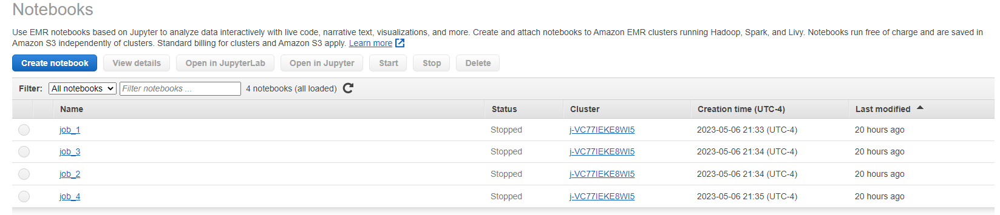 Notebooks
Use EMR notebooks based on Jupyter to analyze data interactively with live code, narrative text, visualizations, and more. Create and attach notebooks to Amazon EMR clusters running Hadoop, Spark, and Livy. Notebooks run free of charge and are saved in
Amazon S3 independently of clusters. Standard billing for clusters and Amazon S3 apply. Learn more
Create notebook View details Open in JupyterLab Open in Jupyter Start Stop Delete
Filter: All notebooks Filter notebooks ... 4 notebooks (all loaded)
Name Status Cluster Creation time (UTC-4) Last modified
job_1 Stopped j-VC77IEKE8WI5 2023-05-06 21:33 (UTC-4) 20 hours ago
job_3 Stopped j-VC77IEKE8WI5 2023-05-06 21:34 (UTC-4) 20 hours ago
job_2 Stopped j-VC77IEKE8WI5 2023-05-06 21:34 (UTC-4) 20 hours ago
job_4 Stopped j-VC77IEKE8WI5 2023-05-06 21:35 (UTC-4) 20 hours ago